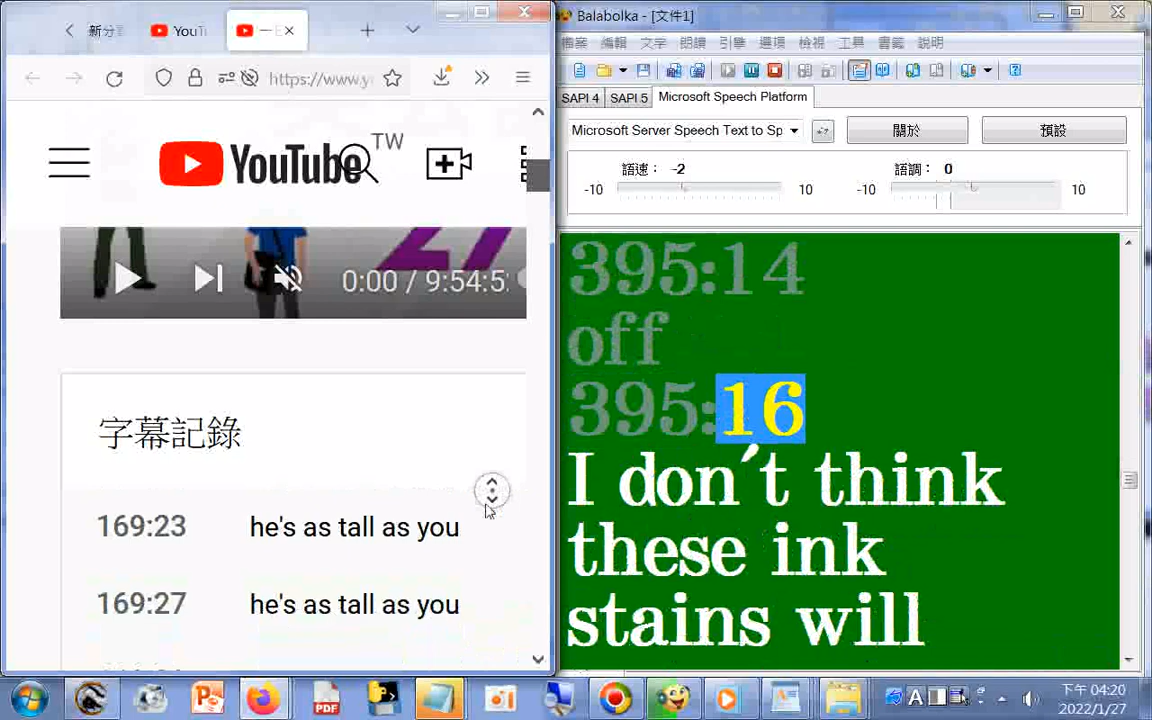 新分
YouT
一
https://www.y
TW
YouTube
27
0:00 / 9:54:5
字幕記錄
169:23 he's as tall as you
169:27 he's as tall as you
Balabolka - [文件1]
檔案 編輯 文字 朗讀 引擎 選項 檢視 工具 書籤 說明
SAPI 4 SAPI 5 Microsoft Speech Platform
Microsoft Server Speech Text to Sp
關於
預設
語速: -2
-10 10
語調: 0
-10 10
395:14
off
395:16
I don't think
these ink
stains will
PDF
A
下午 04:20
2022/1/27